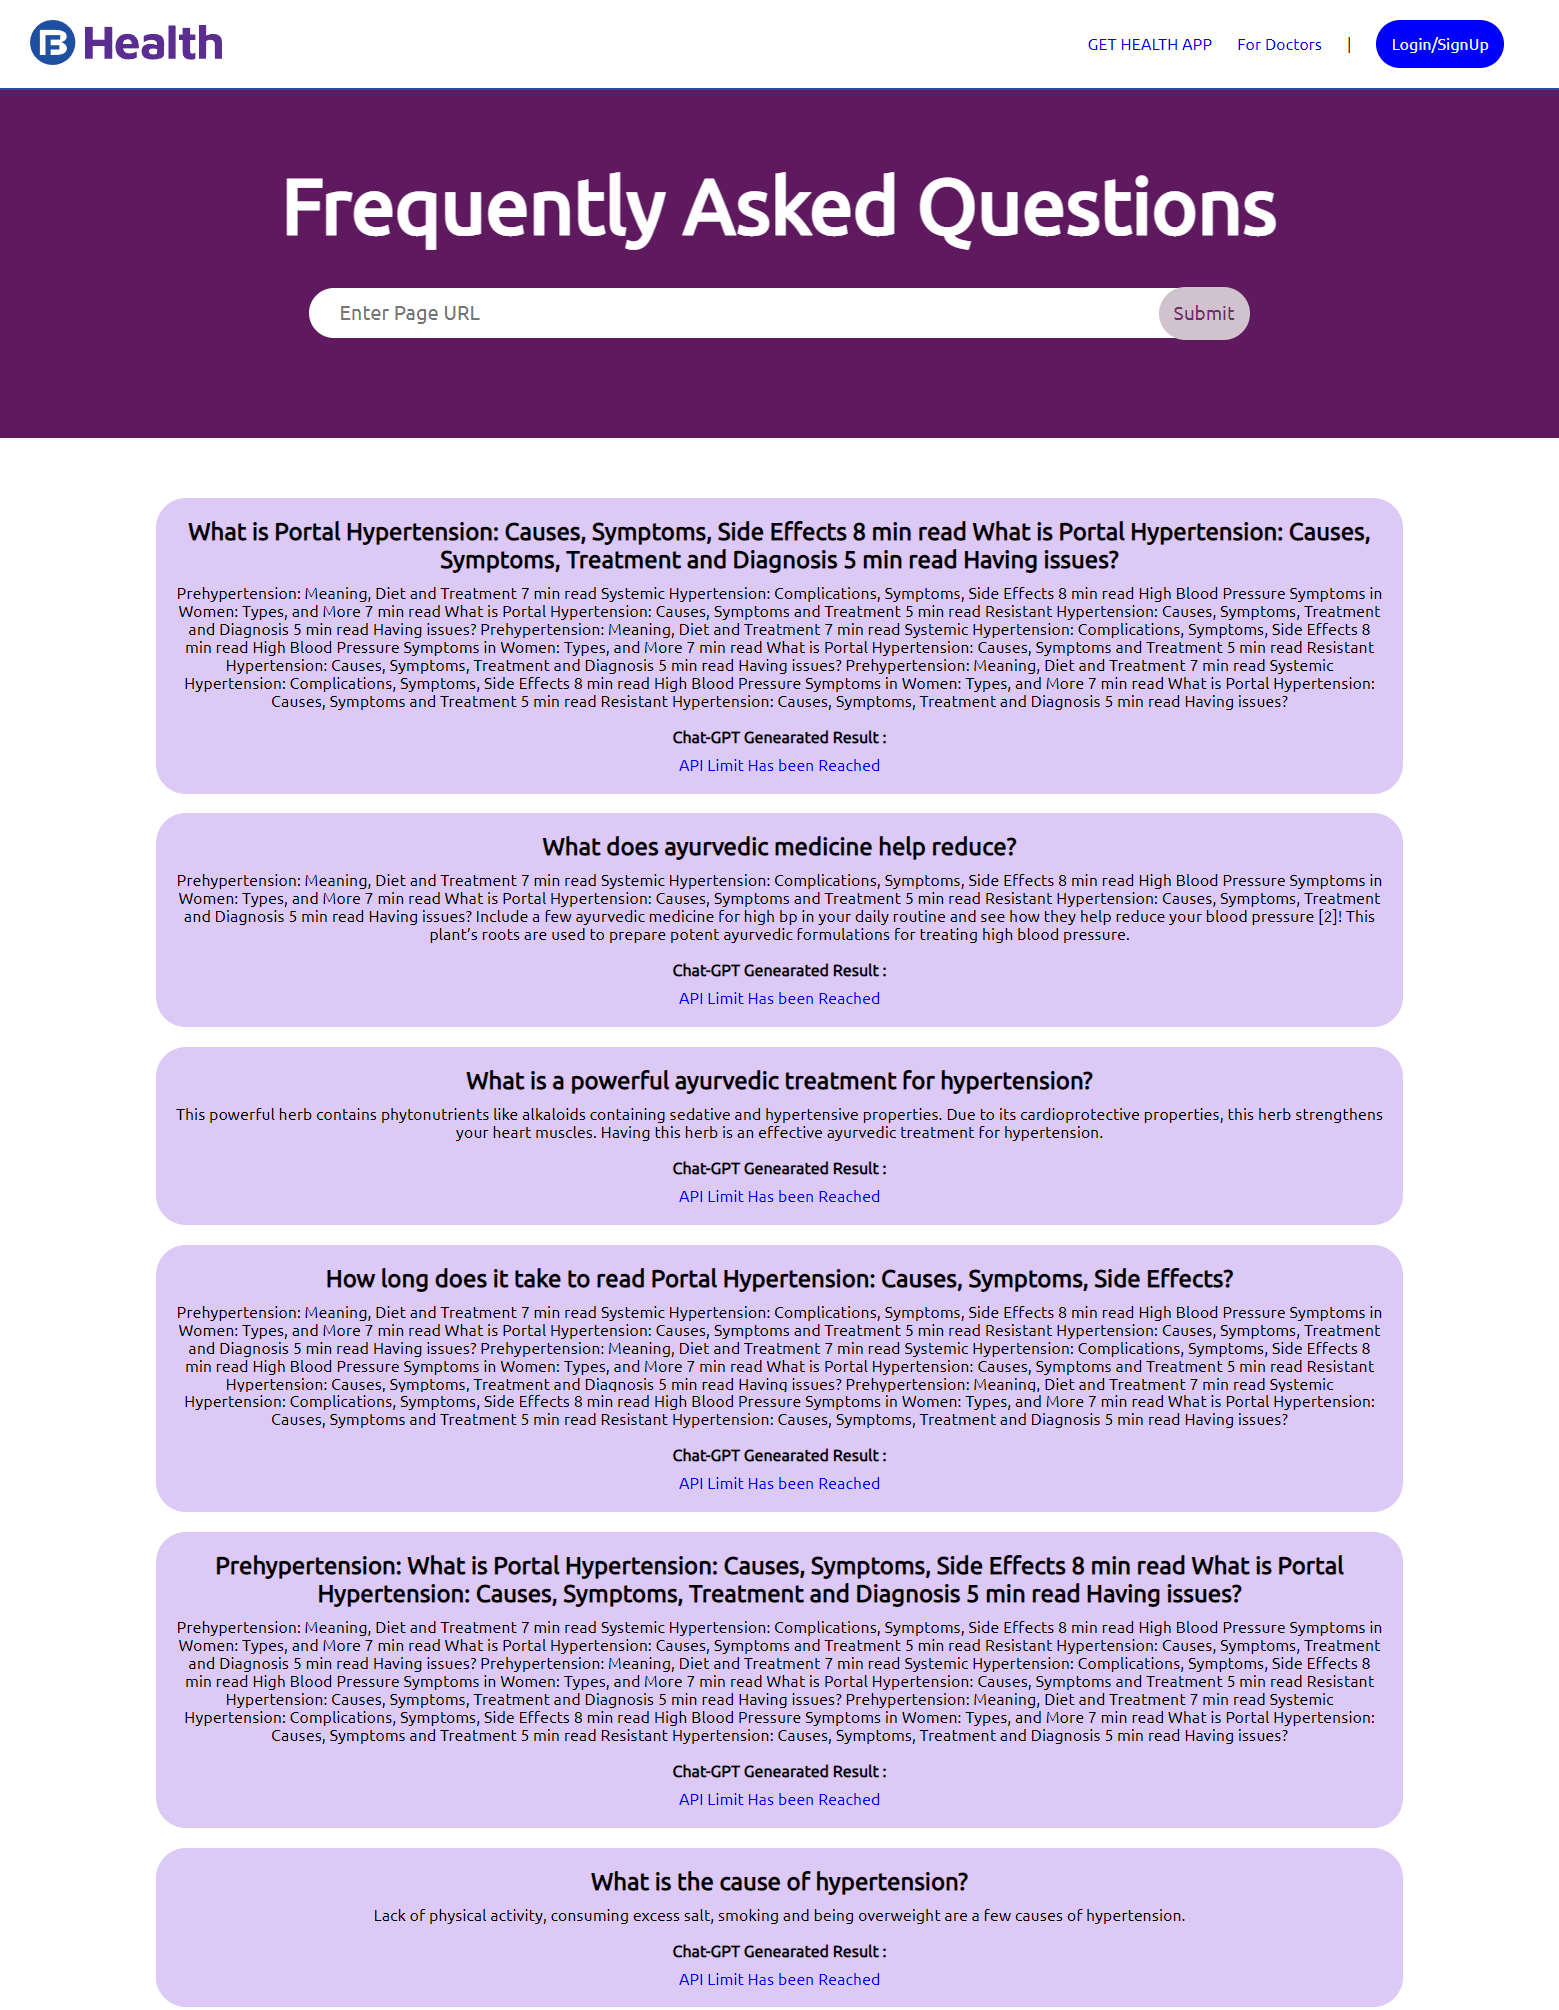 B Health
GET HEALTH APP For Doctors | Login/SignUp
Frequently Asked Questions
Enter Page URL Submit
What is Portal Hypertension: Causes, Symptoms, Side Effects 8 min read What is Portal Hypertension: Causes,
Symptoms, Treatment and Diagnosis 5 min read Having issues?
Prehypertension: Meaning, Diet and Treatment 7 min read Systemic Hypertension: Complications, Symptoms, Side Effects 8 min read High Blood Pressure Symptoms in
Women: Types, and More 7 min read What is Portal Hypertension: Causes, Symptoms and Treatment 5 min read Resistant Hypertension: Causes, Symptoms, Treatment
and Diagnosis 5 min read Having issues? Prehypertension: Meaning, Diet and Treatment 7 min read Systemic Hypertension: Complications, Symptoms, Side Effects 8
min read High Blood Pressure Symptoms in Women: Types, and More 7 min read What is Portal Hypertension: Causes, Symptoms and Treatment 5 min read Resistant
Hypertension: Causes, Symptoms, Treatment and Diagnosis 5 min read Having issues? Prehypertension: Meaning, Diet and Treatment 7 min read Systemic
Hypertension: Complications, Symptoms, Side Effects 8 min read High Blood Pressure Symptoms in Women: Types, and More 7 min read What is Portal Hypertension:
Causes, Symptoms and Treatment 5 min read Resistant Hypertension: Causes, Symptoms, Treatment and Diagnosis 5 min read Having issues?
Chat-GPT Genearated Result :
API Limit Has been Reached
What does ayurvedic medicine help reduce?
Prehypertension: Meaning, Diet and Treatment 7 min read Systemic Hypertension: Complications, Symptoms, Side Effects 8 min read High Blood Pressure Symptoms in
Women: Types, and More 7 min read What is Portal Hypertension: Causes, Symptoms and Treatment 5 min read Resistant Hypertension: Causes, Symptoms, Treatment
and Diagnosis 5 min read Having issues? Include a few ayurvedic medicine for high bp in your daily routine and see how they help reduce your blood pressure [2]! This
plant’s roots are used to prepare potent ayurvedic formulations for treating high blood pressure.
Chat-GPT Genearated Result :
API Limit Has been Reached
What is a powerful ayurvedic treatment for hypertension?
This powerful herb contains phytonutrients like alkaloids containing sedative and hypertensive properties. Due to its cardioprotective properties, this herb strengthens
your heart muscles. Having this herb is an effective ayurvedic treatment for hypertension.
Chat-GPT Genearated Result :
API Limit Has been Reached
How long does it take to read Portal Hypertension: Causes, Symptoms, Side Effects?
Prehypertension: Meaning, Diet and Treatment 7 min read Systemic Hypertension: Complications, Symptoms, Side Effects 8 min read High Blood Pressure Symptoms in
Women: Types, and More 7 min read What is Portal Hypertension: Causes, Symptoms and Treatment 5 min read Resistant Hypertension: Causes, Symptoms, Treatment
and Diagnosis 5 min read Having issues? Prehypertension: Meaning, Diet and Treatment 7 min read Systemic Hypertension: Complications, Symptoms, Side Effects 8
min read High Blood Pressure Symptoms in Women: Types, and More 7 min read What is Portal Hypertension: Causes, Symptoms and Treatment 5 min read Resistant
Hypertension: Causes, Symptoms, Treatment and Diagnosis 5 min read Having issues? Prehypertension: Meaning, Diet and Treatment 7 min read Systemic
Hypertension: Complications, Symptoms, Side Effects 8 min read High Blood Pressure Symptoms in Women: Types, and More 7 min read What is Portal Hypertension:
Causes, Symptoms and Treatment 5 min read Resistant Hypertension: Causes, Symptoms, Treatment and Diagnosis 5 min read Having issues?
Chat-GPT Genearated Result :
API Limit Has been Reached
Prehypertension: What is Portal Hypertension: Causes, Symptoms, Side Effects 8 min read What is Portal
Hypertension: Causes, Symptoms, Treatment and Diagnosis 5 min read Having issues?
Prehypertension: Meaning, Diet and Treatment 7 min read Systemic Hypertension: Complications, Symptoms, Side Effects 8 min read High Blood Pressure Symptoms in
Women: Types, and More 7 min read What is Portal Hypertension: Causes, Symptoms and Treatment 5 min read Resistant Hypertension: Causes, Symptoms, Treatment
and Diagnosis 5 min read Having issues? Prehypertension: Meaning, Diet and Treatment 7 min read Systemic Hypertension: Complications, Symptoms, Side Effects 8
min read High Blood Pressure Symptoms in Women: Types, and More 7 min read What is Portal Hypertension: Causes, Symptoms and Treatment 5 min read Resistant
Hypertension: Causes, Symptoms, Treatment and Diagnosis 5 min read Having issues? Prehypertension: Meaning, Diet and Treatment 7 min read Systemic
Hypertension: Complications, Symptoms, Side Effects 8 min read High Blood Pressure Symptoms in Women: Types, and More 7 min read What is Portal Hypertension:
Causes, Symptoms and Treatment 5 min read Resistant Hypertension: Causes, Symptoms, Treatment and Diagnosis 5 min read Having issues?
Chat-GPT Genearated Result :
API Limit Has been Reached
What is the cause of hypertension?
Lack of physical activity, consuming excess salt, smoking and being overweight are a few causes of hypertension.
Chat-GPT Genearated Result :
API Limit Has been Reached